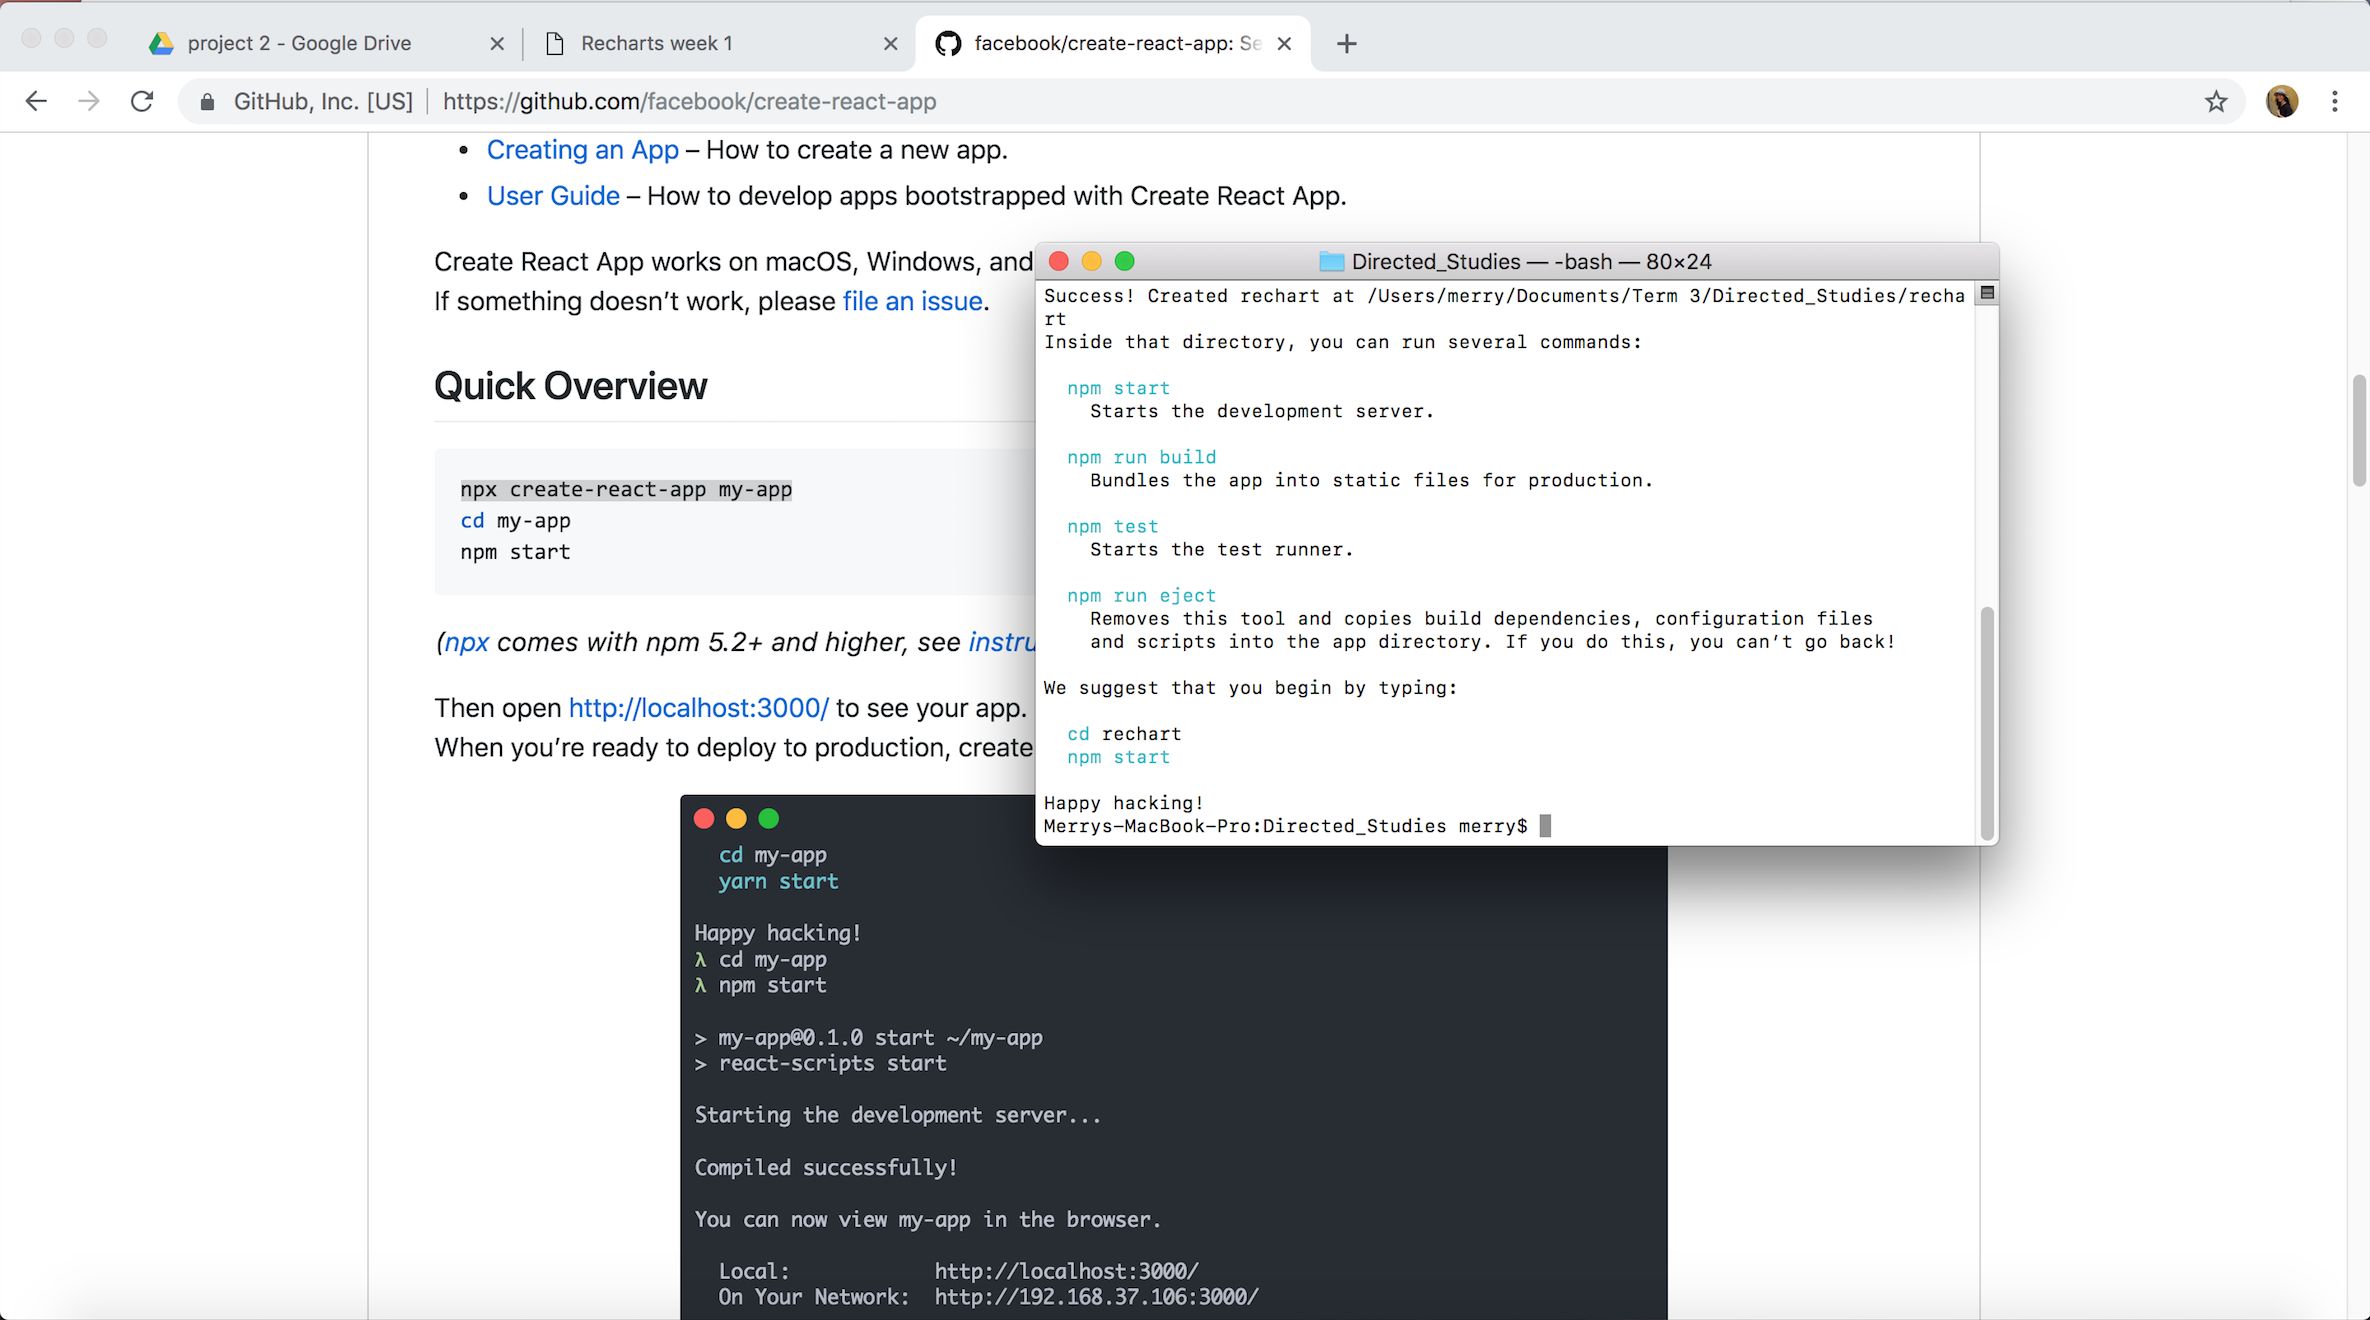 project 2 - Google Drive
Recharts week 1
facebook/create-react-app: Se
GitHub, Inc. [US]
https://github.com/facebook/create-react-app
• Creating an App – How to create a new app.
• User Guide – How to develop apps bootstrapped with Create React App.
Create React App works on macOS, Windows, and
If something doesn’t work, please file an issue.
Quick Overview
npx create-react-app my-app
cd my-app
npm start
(npx comes with npm 5.2+ and higher, see instru
Then open http://localhost:3000/ to see your app.
When you’re ready to deploy to production, create
Directed_Studies — -bash — 80×24
Success! Created rechart at /Users/merry/Documents/Term 3/Directed_Studies/recha
rt
Inside that directory, you can run several commands:
npm start
Starts the development server.
npm run build
Bundles the app into static files for production.
npm test
Starts the test runner.
npm run eject
Removes this tool and copies build dependencies, configuration files
and scripts into the app directory. If you do this, you can’t go back!
We suggest that you begin by typing:
cd rechart
npm start
Happy hacking!
Merrys-MacBook-Pro:Directed_Studies merry$
cd my-app
yarn start
Happy hacking!
λ cd my-app
λ npm start
> my-app@0.1.0 start ~/my-app
> react-scripts start
Starting the development server...
Compiled successfully!
You can now view my-app in the browser.
Local: http://localhost:3000/
On Your Network: http://192.168.37.106:3000/